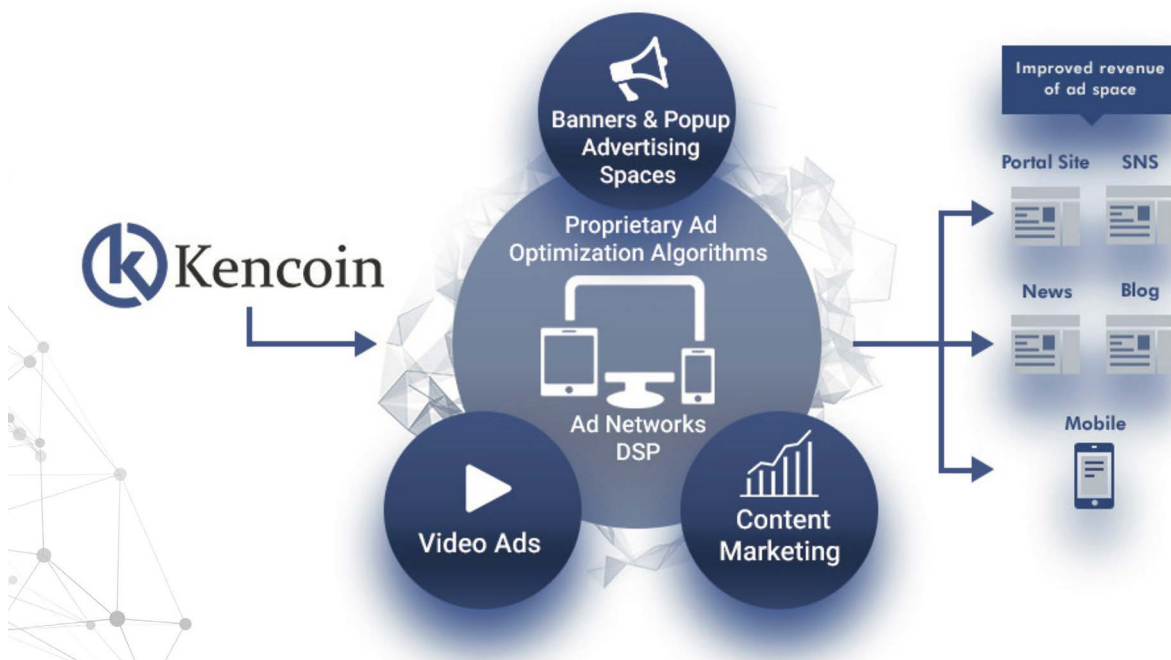 Kencoin
Banners & Popup
Advertising
Spaces
Proprietary Ad
Optimization Algorithms
Ad Networks
DSP
Video Ads
Content
Marketing
Improved revenue
of ad space
Portal Site
SNS
News
Blog
Mobile